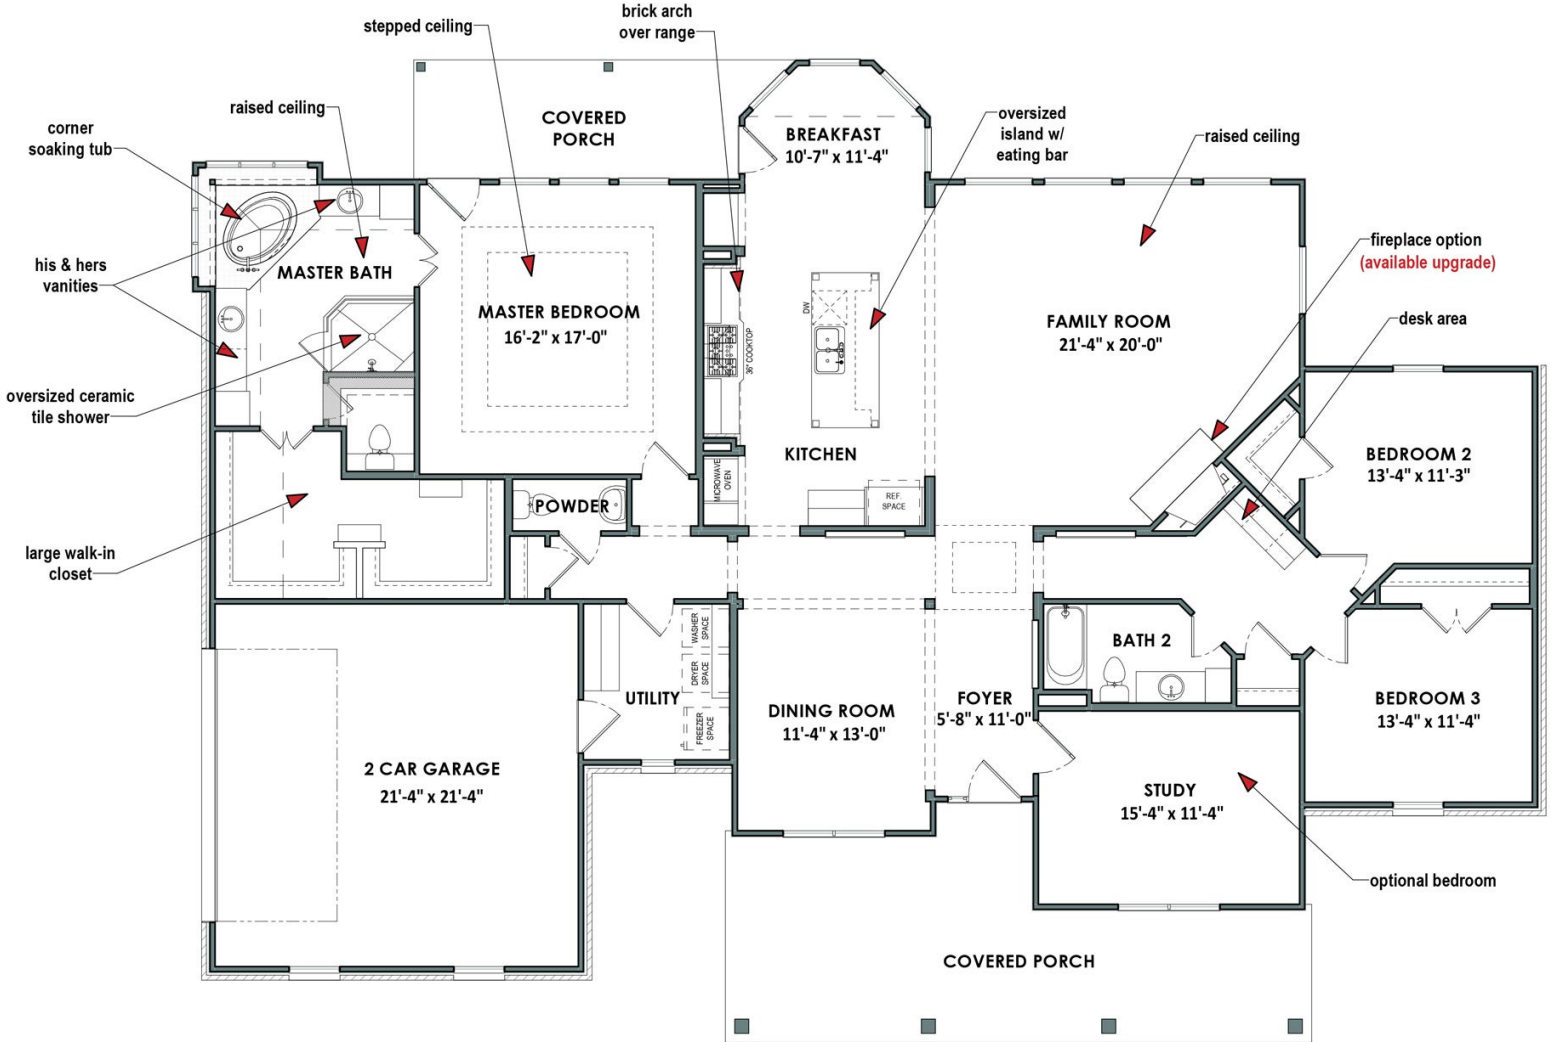 brick arch
over range
stepped ceiling
raised ceiling
COVERED
PORCH
BREAKFAST
10'-7" x 11'-4"
oversized
island w/
eating bar
raised ceiling
corner
soaking tub
fireplace option
(available upgrade)
his & hers
vanities
MASTER BATH
MASTER BEDROOM
16'-2" x 17'-0"
DW
36" COOKTOP
FAMILY ROOM
21'-4" x 20'-0"
desk area
oversized ceramic
tile shower
KITCHEN
MICROWAVE
OVEN
REF.
SPACE
BEDROOM 2
13'-4" x 11'-3"
POWDER
large walk-in
closet
WASHER
SPACE
DRYER
SPACE
FREEZER
SPACE
UTILITY
BATH 2
DINING ROOM
11'-4" x 13'-0"
FOYER
5'-8" x 11'-0"
BEDROOM 3
13'-4" x 11'-4"
2 CAR GARAGE
21'-4" x 21'-4"
STUDY
15'-4" x 11'-4"
optional bedroom
COVERED PORCH